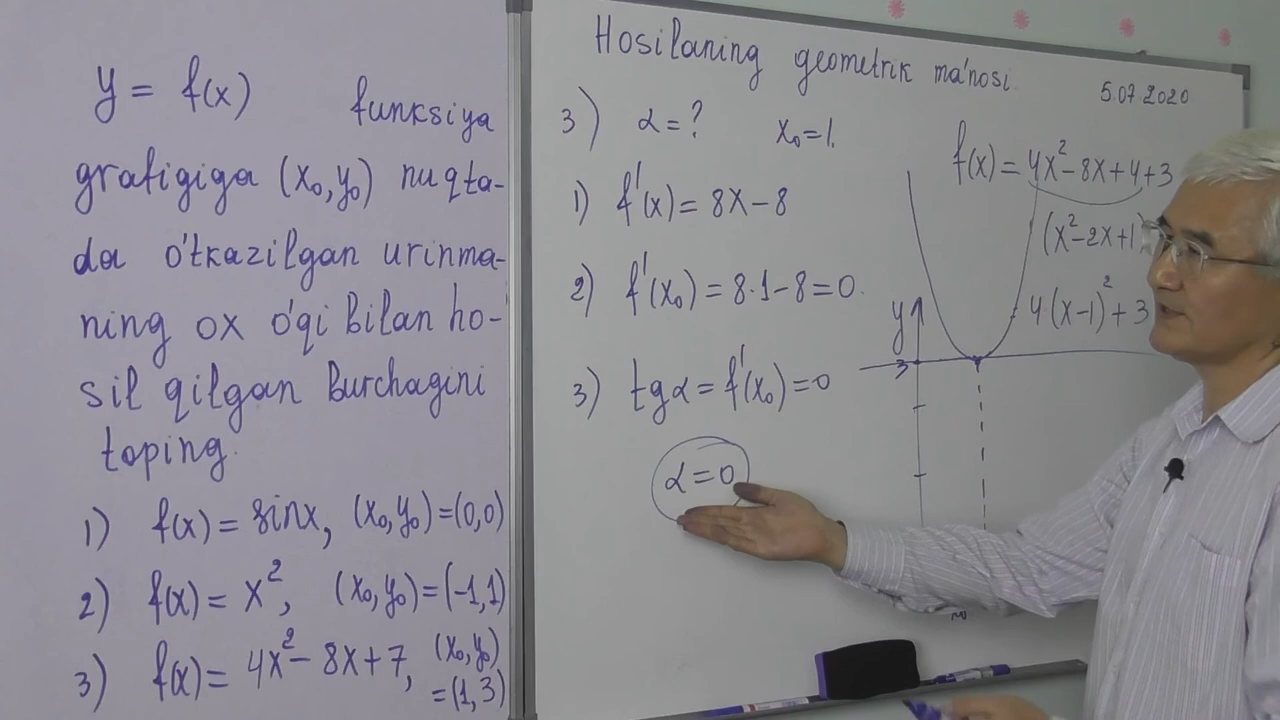 y = f(x) funksiya
grafigiga (x₀,y₀) nuqta-
da o'tkazilgan urinma-
ning ox o'qi bilan ho-
sil qilgan burchagini
toping.
1) f(x) = sinx, (x₀,y₀)=(0,0)
2) f(x) = x², (x₀,y₀)=(-1,1)
3) f(x) = 4x² - 8x+7, (x₀,y₀)
=(1,3)
Hosilaning geometrik ma'nosi
5.07.2020
3) α=? x₀=1.
1) f'(x) = 8x-8
2) f'(x₀) = 8·1-8=0.
3) tgα = f'(x₀) = 0
α=0
f(x) = 4x²-8x+4+3
(x²-2x+1)
4(x-1)²+3
y
3